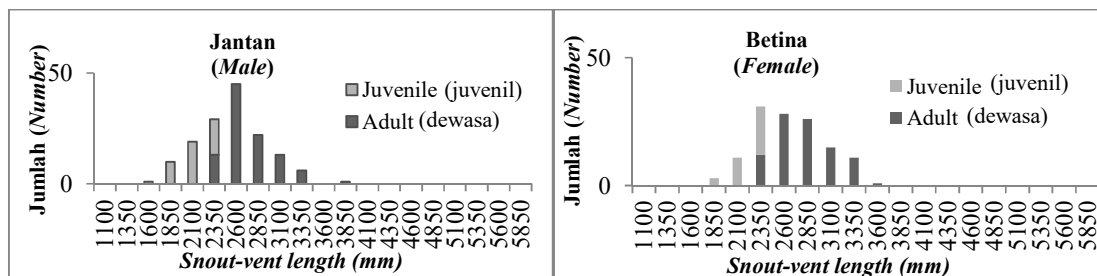 Jantan
(Male)
Jumlah (Number)
50
0
Juvenile (juvenil)
Adult (dewasa)
1100 1350 1600 1850 2100 2350 2600 2850 3100 3350 3600 3850 4100 4350 4600 4850 5100 5350 5600 5850
Snout-vent length (mm)
Betina
(Female)
Jumlah (Number)
50
0
Juvenile (juvenil)
Adult (dewasa)
1100 1350 1600 1850 2100 2350 2600 2850 3100 3350 3600 3850 4100 4350 4600 4850 5100 5350 5600 5850
Snout-vent length (mm)